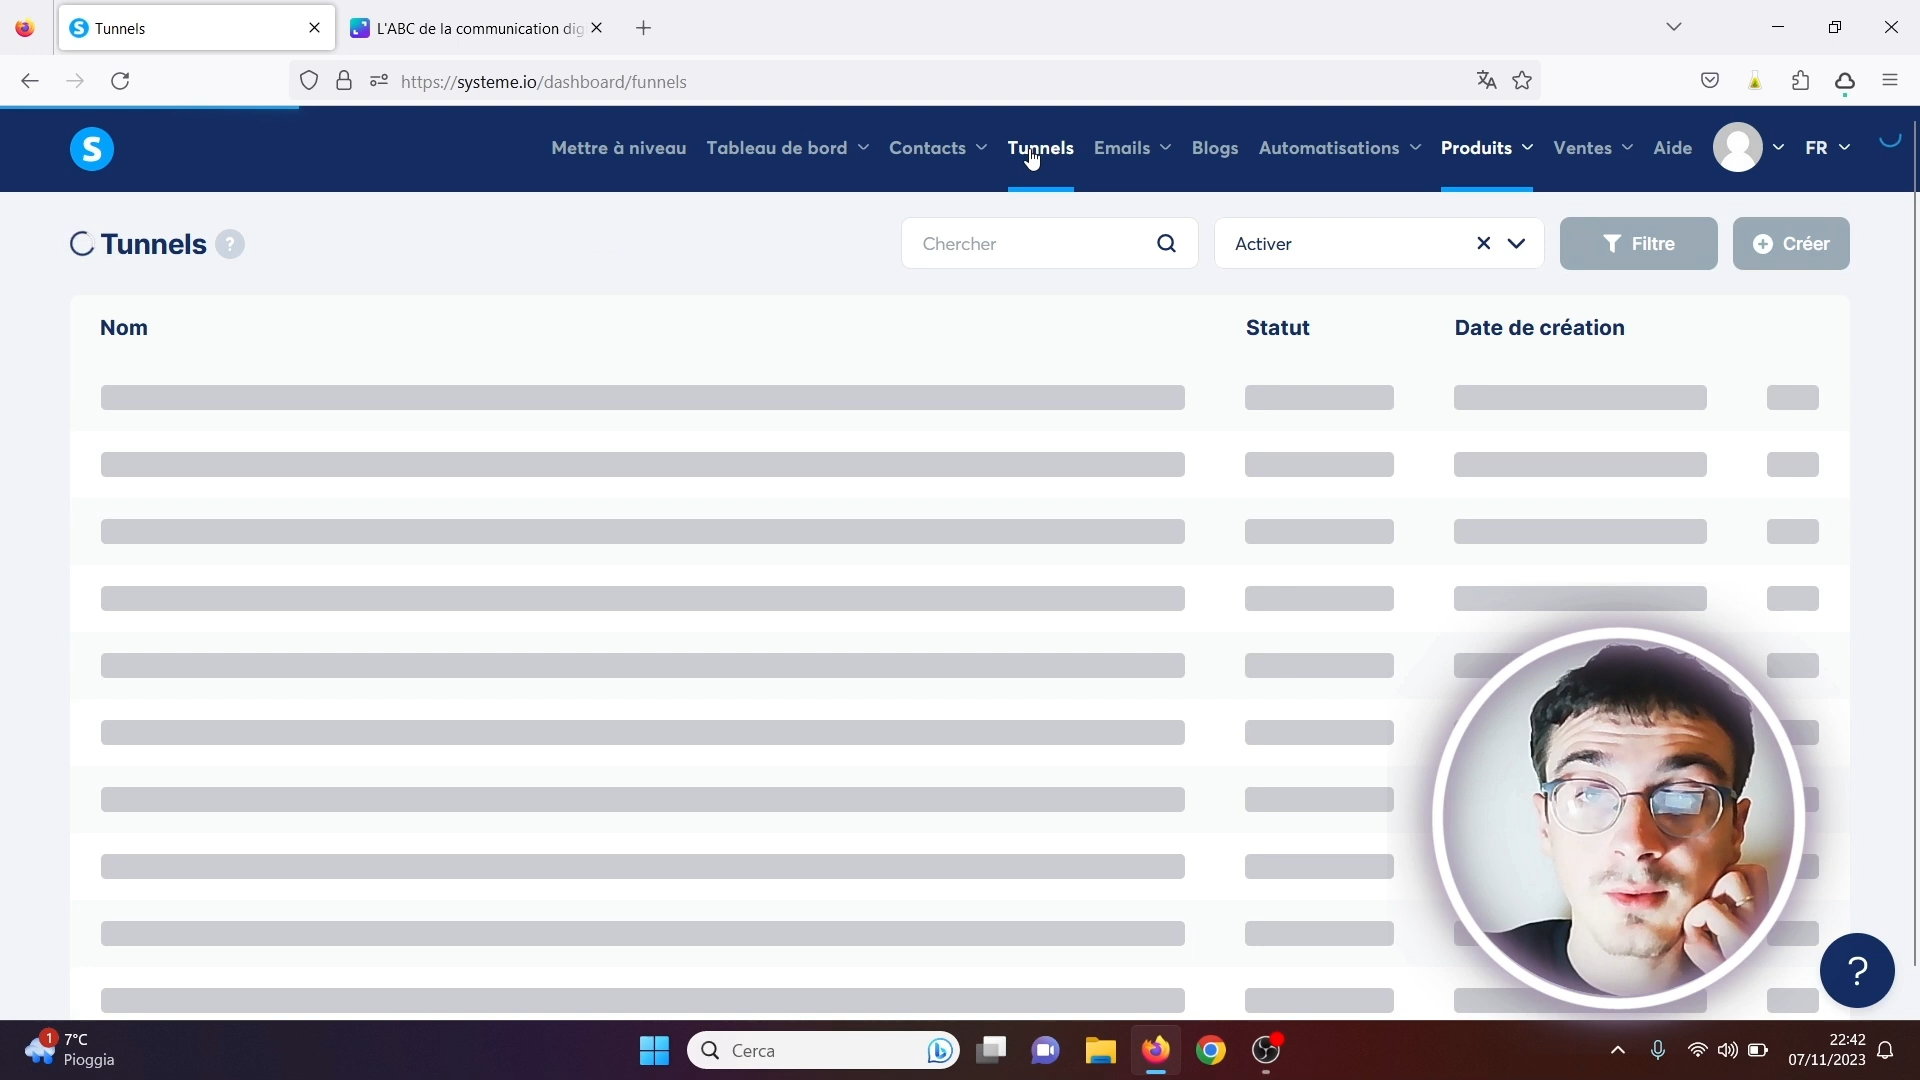 Tunnels
L'ABC de la communication dig
https://systeme.io/dashboard/funnels
S
Mettre à niveau
Tableau de bord
Contacts
Tunnels
Emails
Blogs
Automatisations
Produits
Ventes
Aide
FR
Tunnels ?
Chercher
Activer
Filtre
Créer
Nom
Statut
Date de création
?
1
7°C
Pioggia
Cerca
22:42
07/11/2023